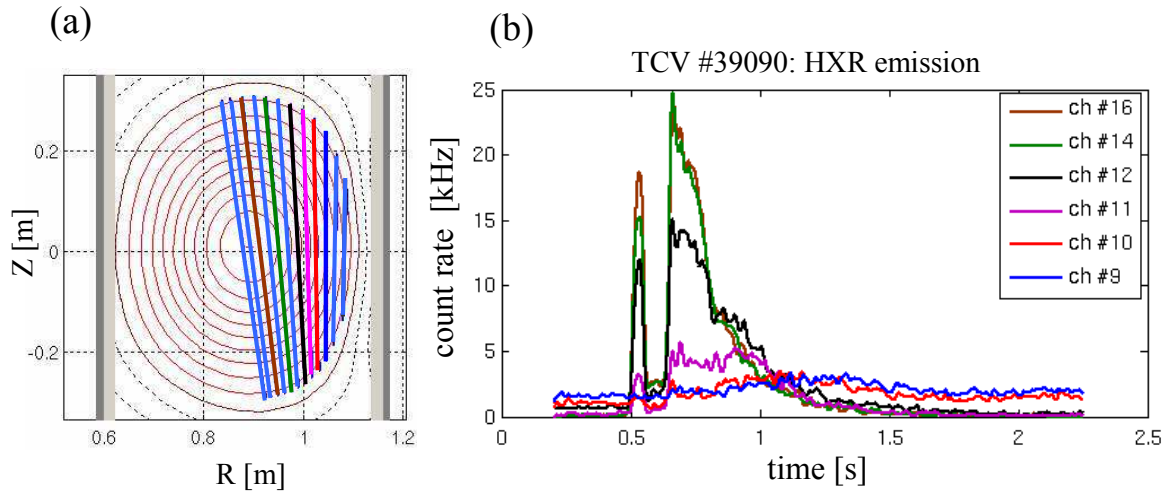 (a)
0.2
0
-0.2
Z [m]
0.6
0.8
1
1.2
R [m]
(b)
TCV #39090: HXR emission
25
20
15
10
5
0
count rate [kHz]
0
0.5
1
1.5
2
2.5
time [s]
ch #16
ch #14
ch #12
ch #11
ch #10
ch #9